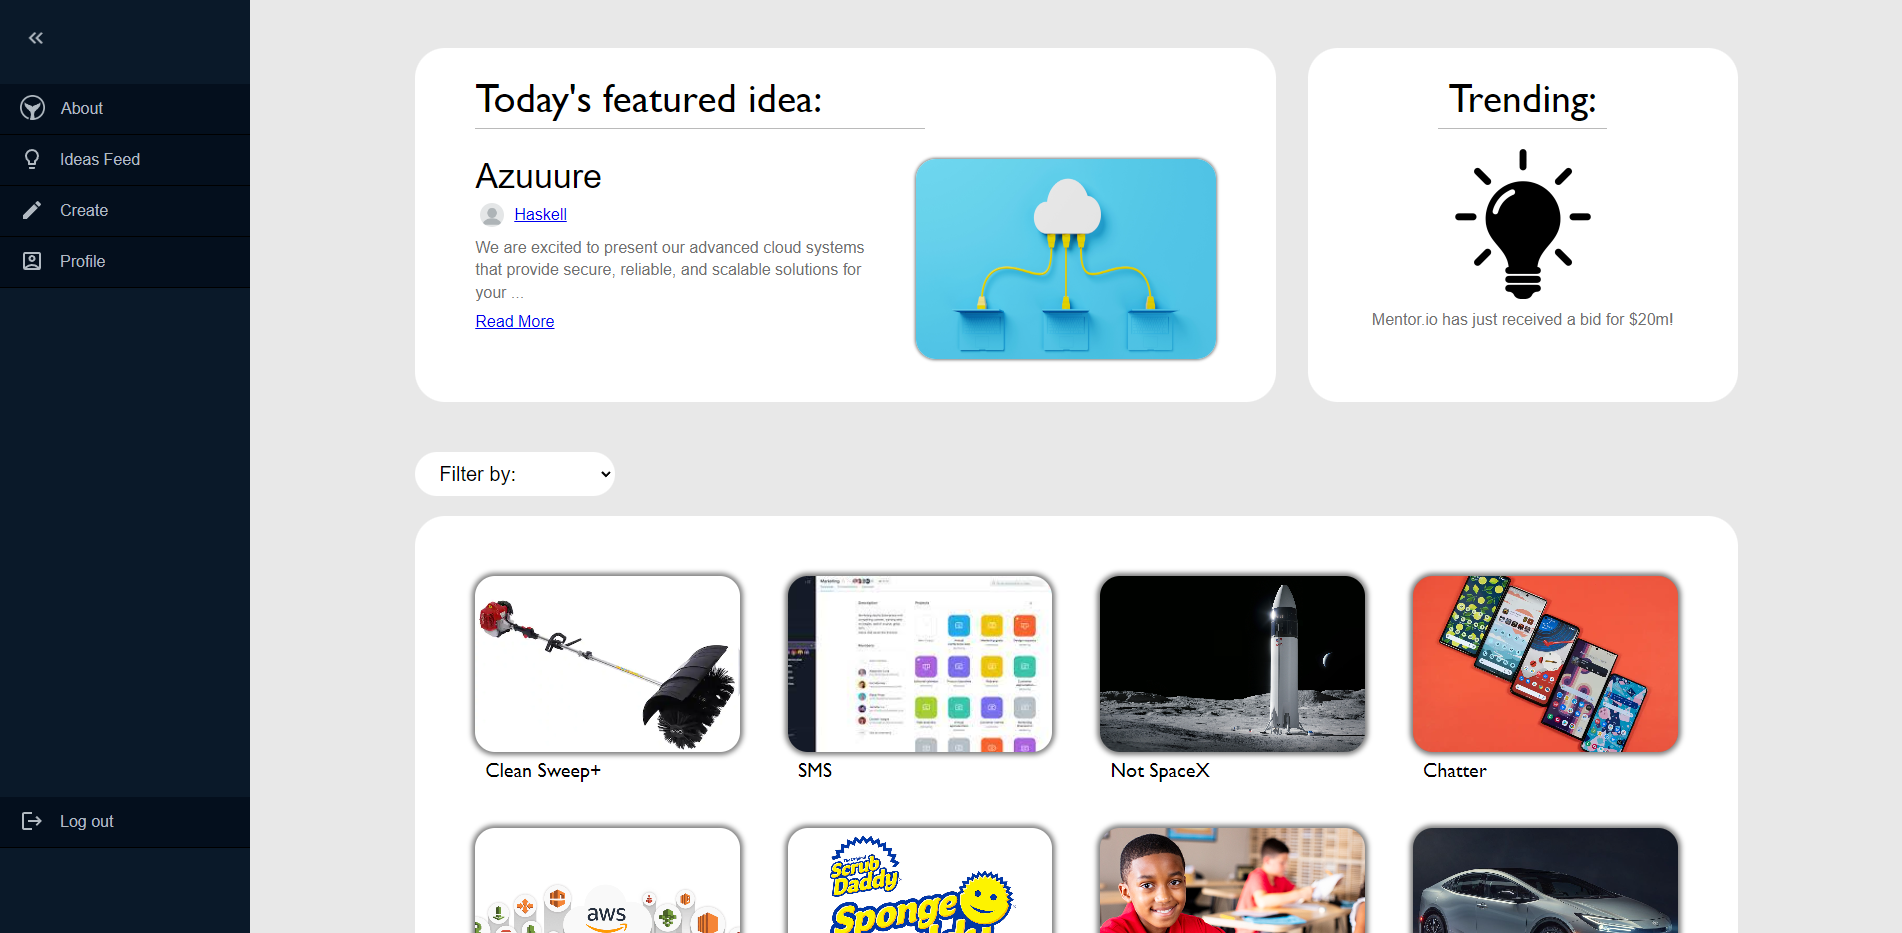 About
Ideas Feed
Create
Profile
Log out
Today's featured idea:
Azuuure
Haskell
We are excited to present our advanced cloud systems
that provide secure, reliable, and scalable solutions for
your ...
Read More
Trending:
Mentor.io has just received a bid for $20m!
Filter by:
Marketing
Clean Sweep+
SMS
Not SpaceX
Chatter
aws
Scrub
Daddy
Sponge